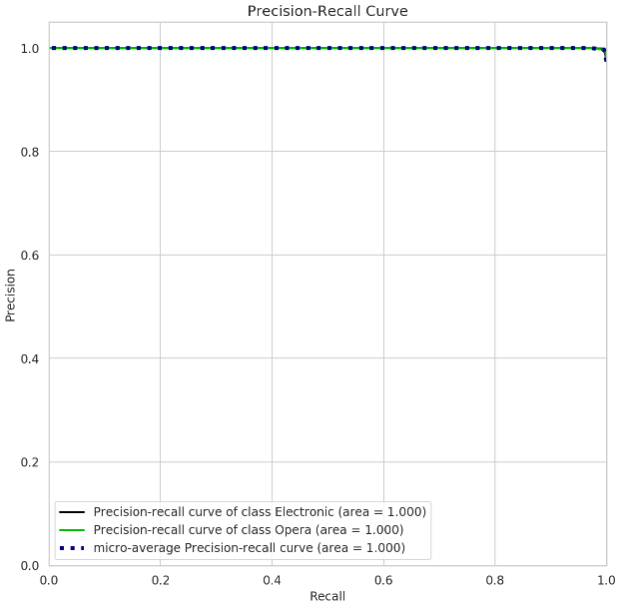 Precision-Recall Curve
1.0
0.8
0.6
0.4
0.2
0.0
Precision
Precision-recall curve of class Electronic (area = 1.000)
Precision-recall curve of class Opera (area = 1.000)
micro-average Precision-recall curve (area = 1.000)
0.0 0.2 0.4 0.6 0.8 1.0
Recall